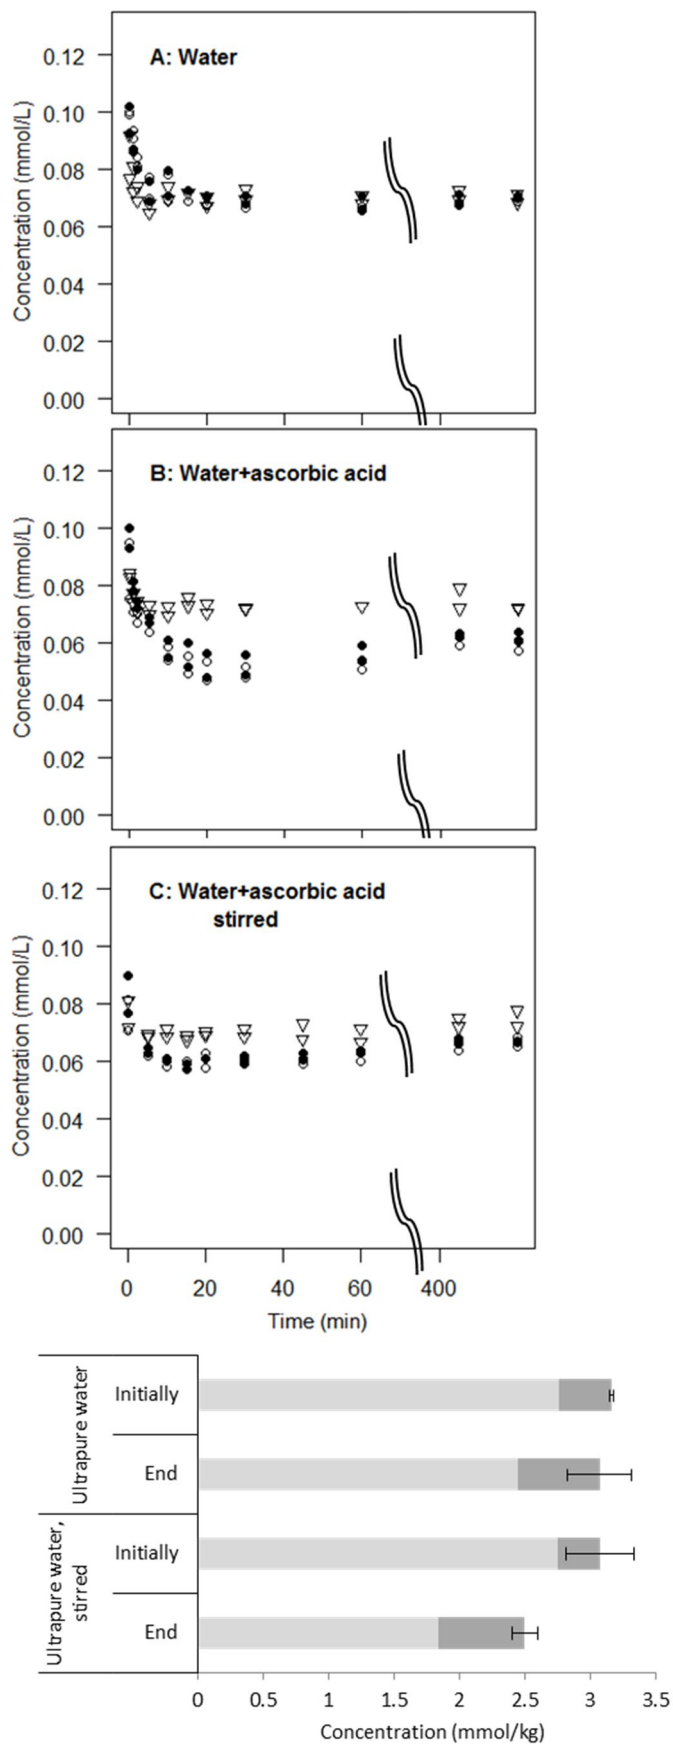 A: Water
Concentration (mmol/L)
0.12
0.10
0.08
0.06
0.04
0.02
0.00
B: Water+ascorbic acid
Concentration (mmol/L)
0.12
0.10
0.08
0.06
0.04
0.02
0.00
C: Water+ascorbic acid
stirred
Concentration (mmol/L)
0.12
0.10
0.08
0.06
0.04
0.02
0.00
0 20 40 60 400
Time (min)
Ultrapure water
Initially
End
Ultrapure water,
stirred
Initially
End
0 0.5 1 1.5 2 2.5 3 3.5
Concentration (mmol/kg)